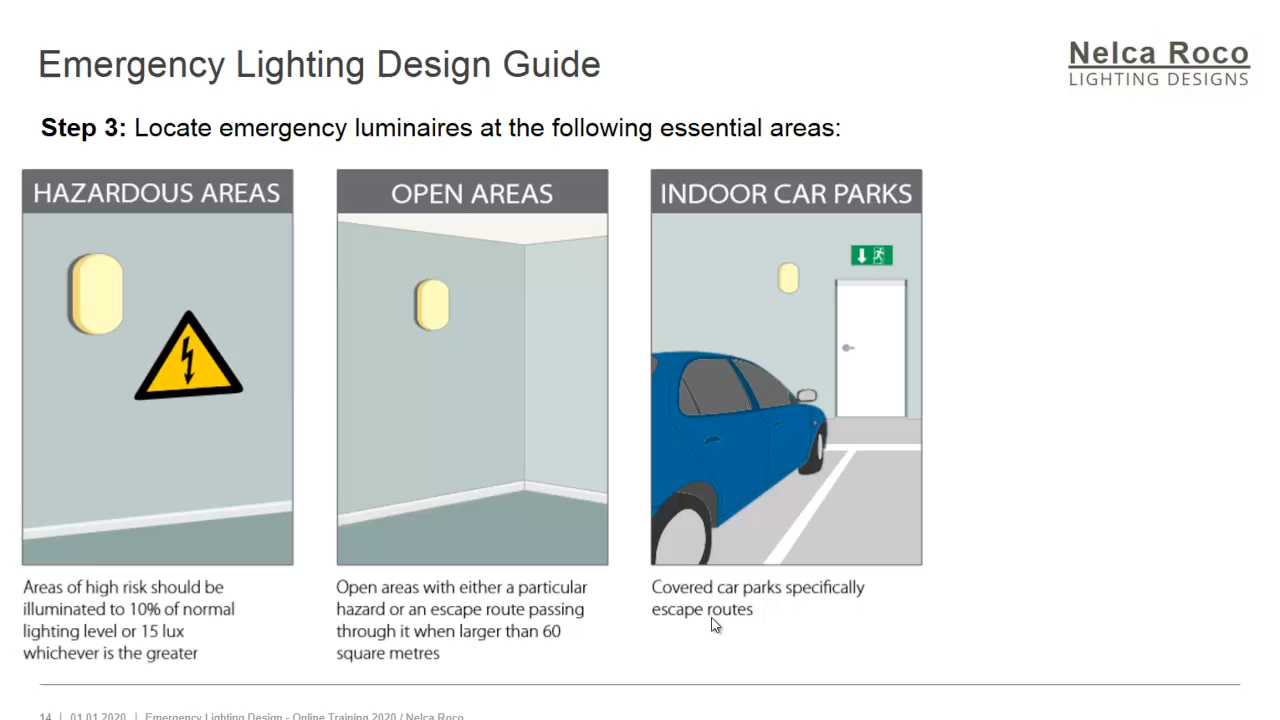 Emergency Lighting Design Guide
Nelca Roco
LIGHTING DESIGNS
Step 3: Locate emergency luminaires at the following essential areas:
HAZARDOUS AREAS
OPEN AREAS
INDOOR CAR PARKS
Areas of high risk should be
illuminated to 10% of normal
lighting level or 15 lux
whichever is the greater
Open areas with either a particular
hazard or an escape route passing
through it when larger than 60
square metres
Covered car parks specifically
escape routes
14 | 01.01.2020 | Emergency Lighting Design - Online Training 2020 / Nelca Roco